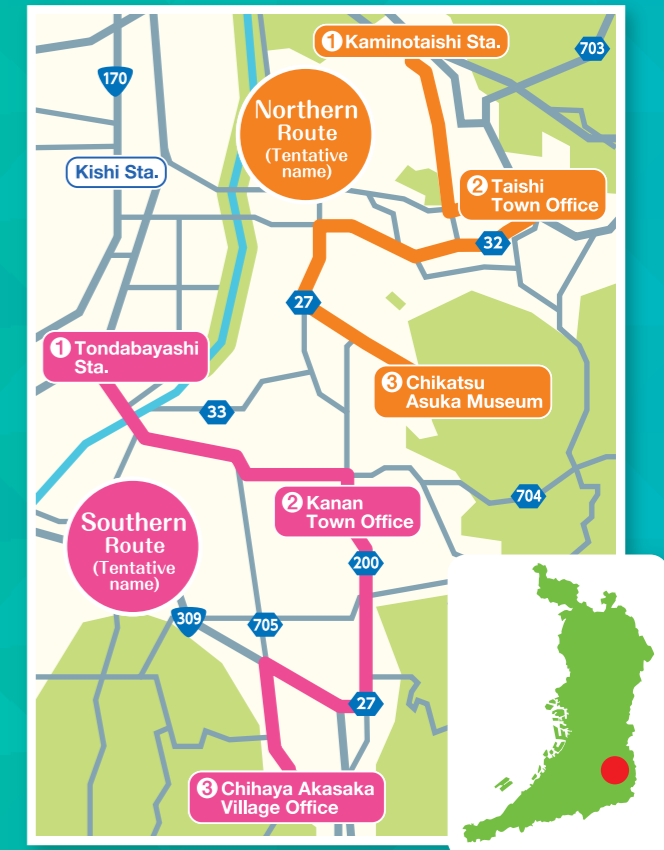 ① Kaminotaishi Sta.
703
170
Northern
Route
(Tentative
name)
Kishi Sta.
② Taishi
Town Office
32
27
① Tondabayashi
Sta.
③ Chikatsu
Asuka Museum
33
② Kanan
Town Office
704
Southern
Route
(Tentative
name)
200
309
705
27
③ Chihaya Akasaka
Village Office